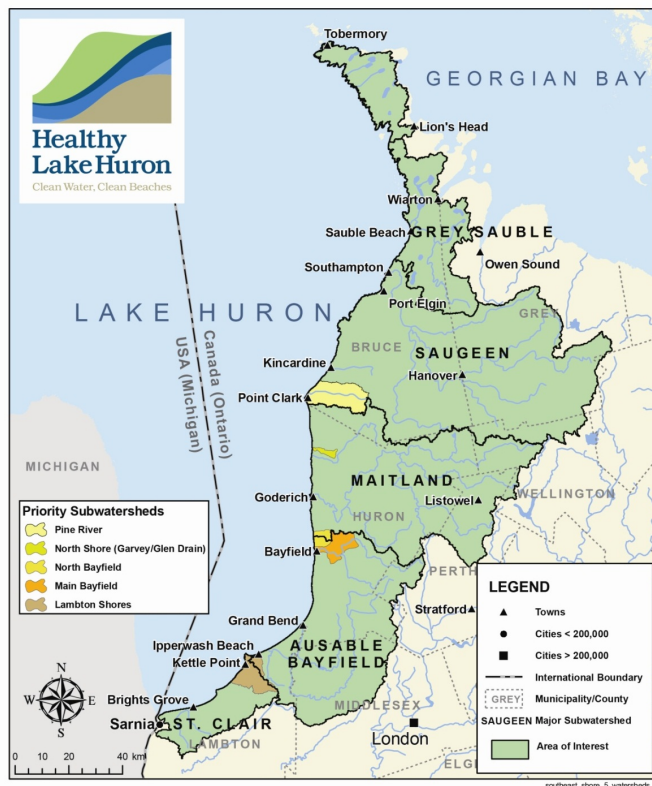 Tobermory
GEORGIAN BAY
Healthy
Lake Huron
Clean Water, Clean Beaches
Lion's Head
Wiarton
Sauble Beach
GREY SAUBLE
Owen Sound
Southampton
Port Elgin
LAKE HURON
GREY
BRUCE
SAUGEEN
Kincardine
Hanover
Canada (Ontario)
USA (Michigan)
Point Clark
MICHIGAN
MAITLAND
Goderich
Listowel
WELLINGTON
HURON
Priority Subwatersheds
Pine River
North Shore (Garvey/Glen Drain)
North Bayfield
Main Bayfield
Lambton Shores
Bayfield
PERTH
LEGEND
Towns
Cities < 200,000
Cities > 200,000
International Boundary
GREY Municipality/County
SAUGEEN Major Subwatershed
Area of Interest
Stratford
Grand Bend
AUSABLE
BAYFIELD
Ipperwash Beach
Kettle Point
N
W E
S
Brights Grove
MIDDLESEX
Sarnia
ST. CLAIR
LAMBTON
London
ELGI
0 10 20 40 km
southeast_shore_5_watersheds